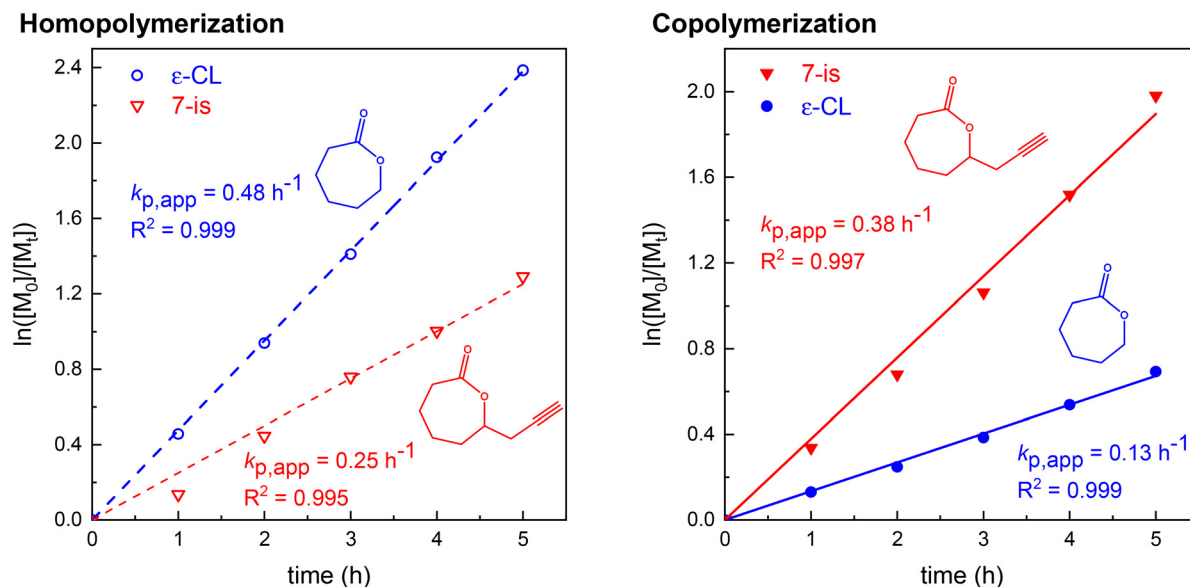 Homopolymerization
2.4
2.0
1.6
1.2
0.8
0.4
0.0
ln([M₀]/[Mₜ])
ε-CL
7-is
O
O
kp,app = 0.48 h⁻¹
R² = 0.999
O
O
kp,app = 0.25 h⁻¹
R² = 0.995
0 1 2 3 4 5
time (h)
Copolymerization
2.0
1.6
1.2
0.8
0.4
0.0
ln([M₀]/[Mₜ])
7-is
ε-CL
O
O
kp,app = 0.38 h⁻¹
R² = 0.997
O
O
kp,app = 0.13 h⁻¹
R² = 0.999
0 1 2 3 4 5
time (h)